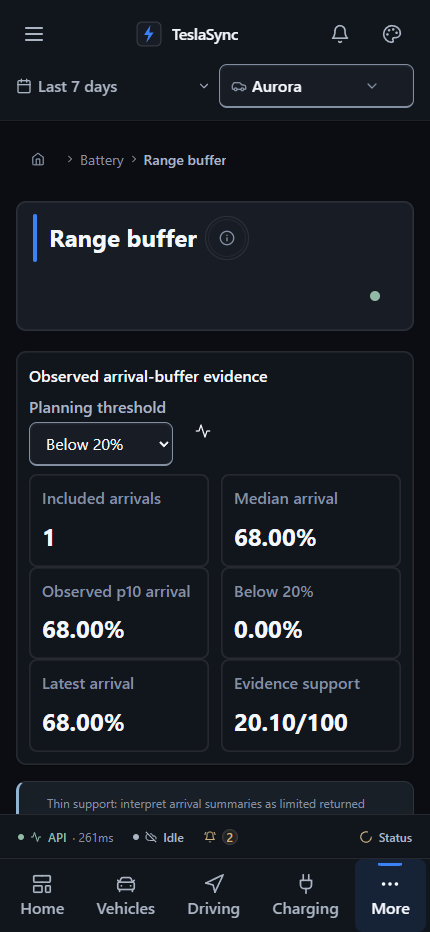 TeslaSync
Last 7 days
Aurora
Battery
Range buffer
Range buffer
Observed arrival-buffer evidence
Planning threshold
Below 20%
Included arrivals
1
Median arrival
68.00%
Observed p10 arrival
68.00%
Below 20%
0.00%
Latest arrival
68.00%
Evidence support
20.10/100
Thin support: interpret arrival summaries as limited returned
API · 261ms
Idle
2
Status
Home
Vehicles
Driving
Charging
More